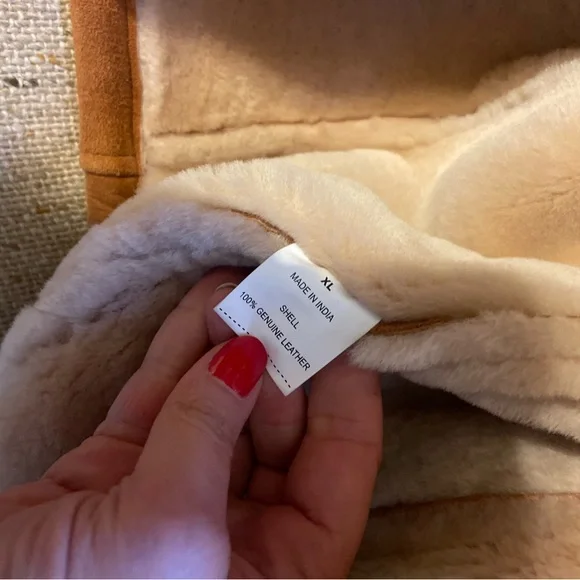 XL
MADE IN INDIA
SHELL
100% GENUINE LEATHER